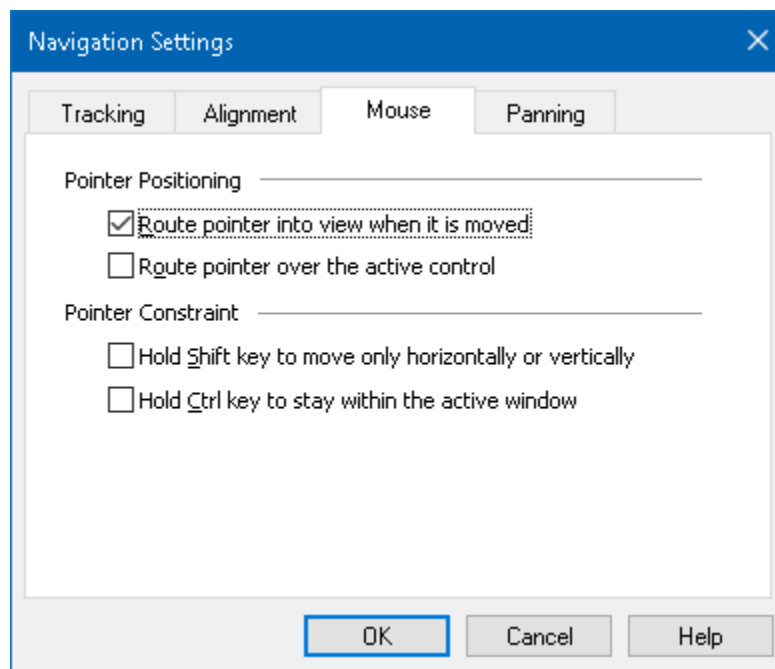 Navigation Settings
Tracking Alignment Mouse Panning
Pointer Positioning
Route pointer into view when it is moved
Route pointer over the active control
Pointer Constraint
Hold Shift key to move only horizontally or vertically
Hold Ctrl key to stay within the active window
OK Cancel Help